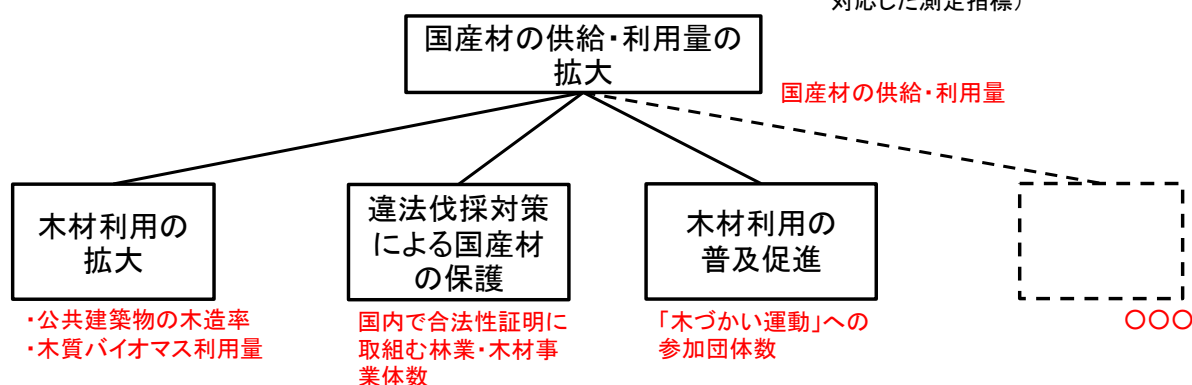 対応した測定指標）
国産材の供給・利用量の
拡大
国産材の供給・利用量
木材利用の
拡大
違法伐採対策
による国産材
の保護
木材利用の
普及促進
・公共建築物の木造率
・木質バイオマス利用量
国内で合法性証明に
取組む林業・木材事
業体数
「木づかい運動」への
参加団体数
○○○